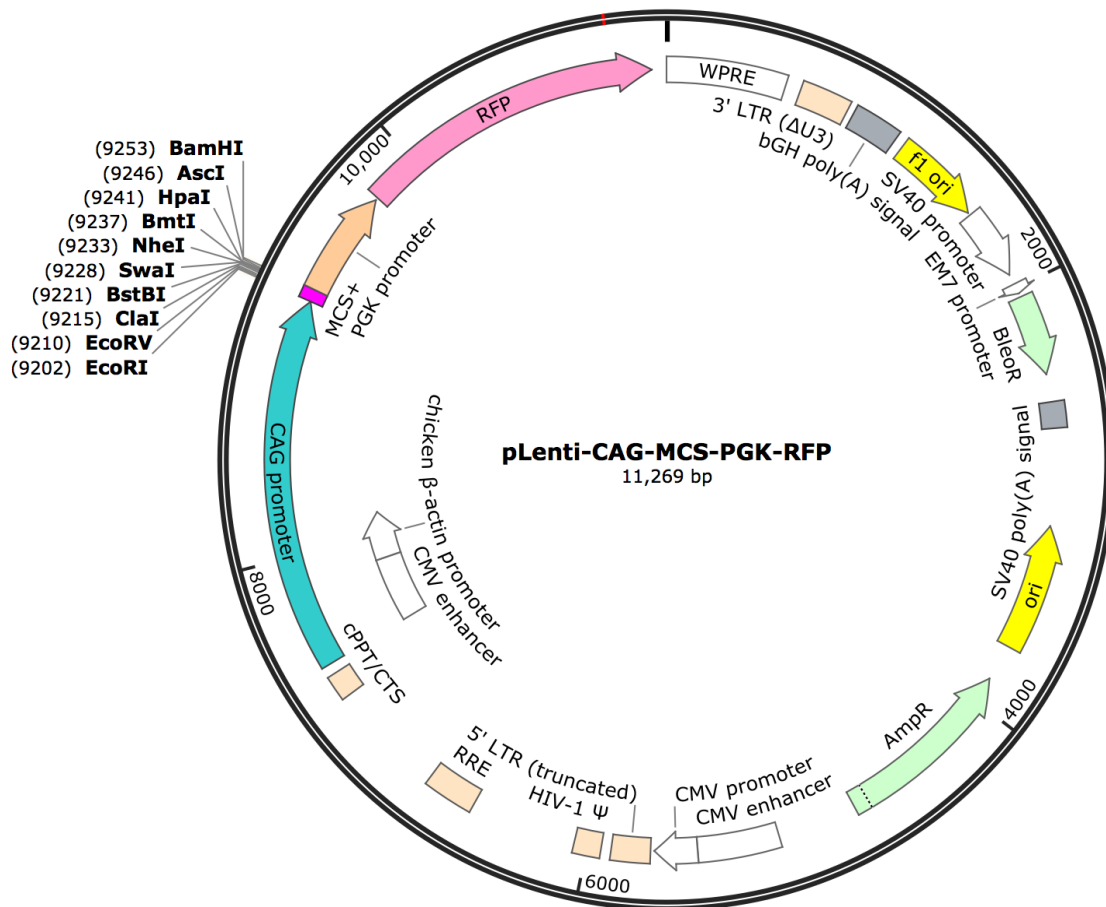 WPRE
3' LTR (ΔU3)
bGH poly(A) signal
f1 ori
SV40 promoter
EM7 promoter
2000
BleoR
SV40 poly(A) signal
ori
4000
AmpR
CMV enhancer
CMV promoter
5' LTR (truncated)
HIV-1 Ψ
6000
RRE
cPPT/CTS
8000
CAG promoter
CMV enhancer
chicken β-actin promoter
MCS+
PGK promoter
10,000
RFP
(9253) BamHI
(9246) AscI
(9241) HpaI
(9237) BmtI
(9233) NheI
(9228) SwaI
(9221) BstBI
(9215) ClaI
(9210) EcoRV
(9202) EcoRI
pLenti-CAG-MCS-PGK-RFP
11,269 bp